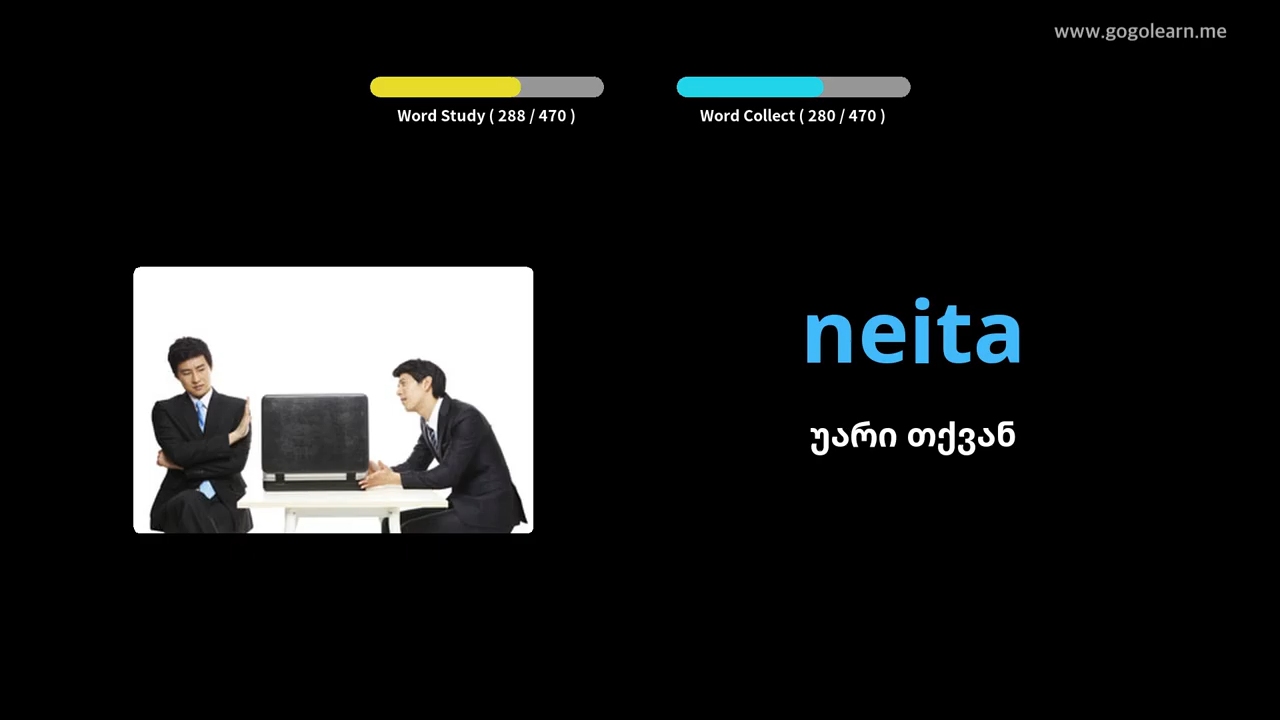 www.gogolearn.me
Word Study ( 288 / 470 )
Word Collect ( 280 / 470 )
neita
უარი თქვან